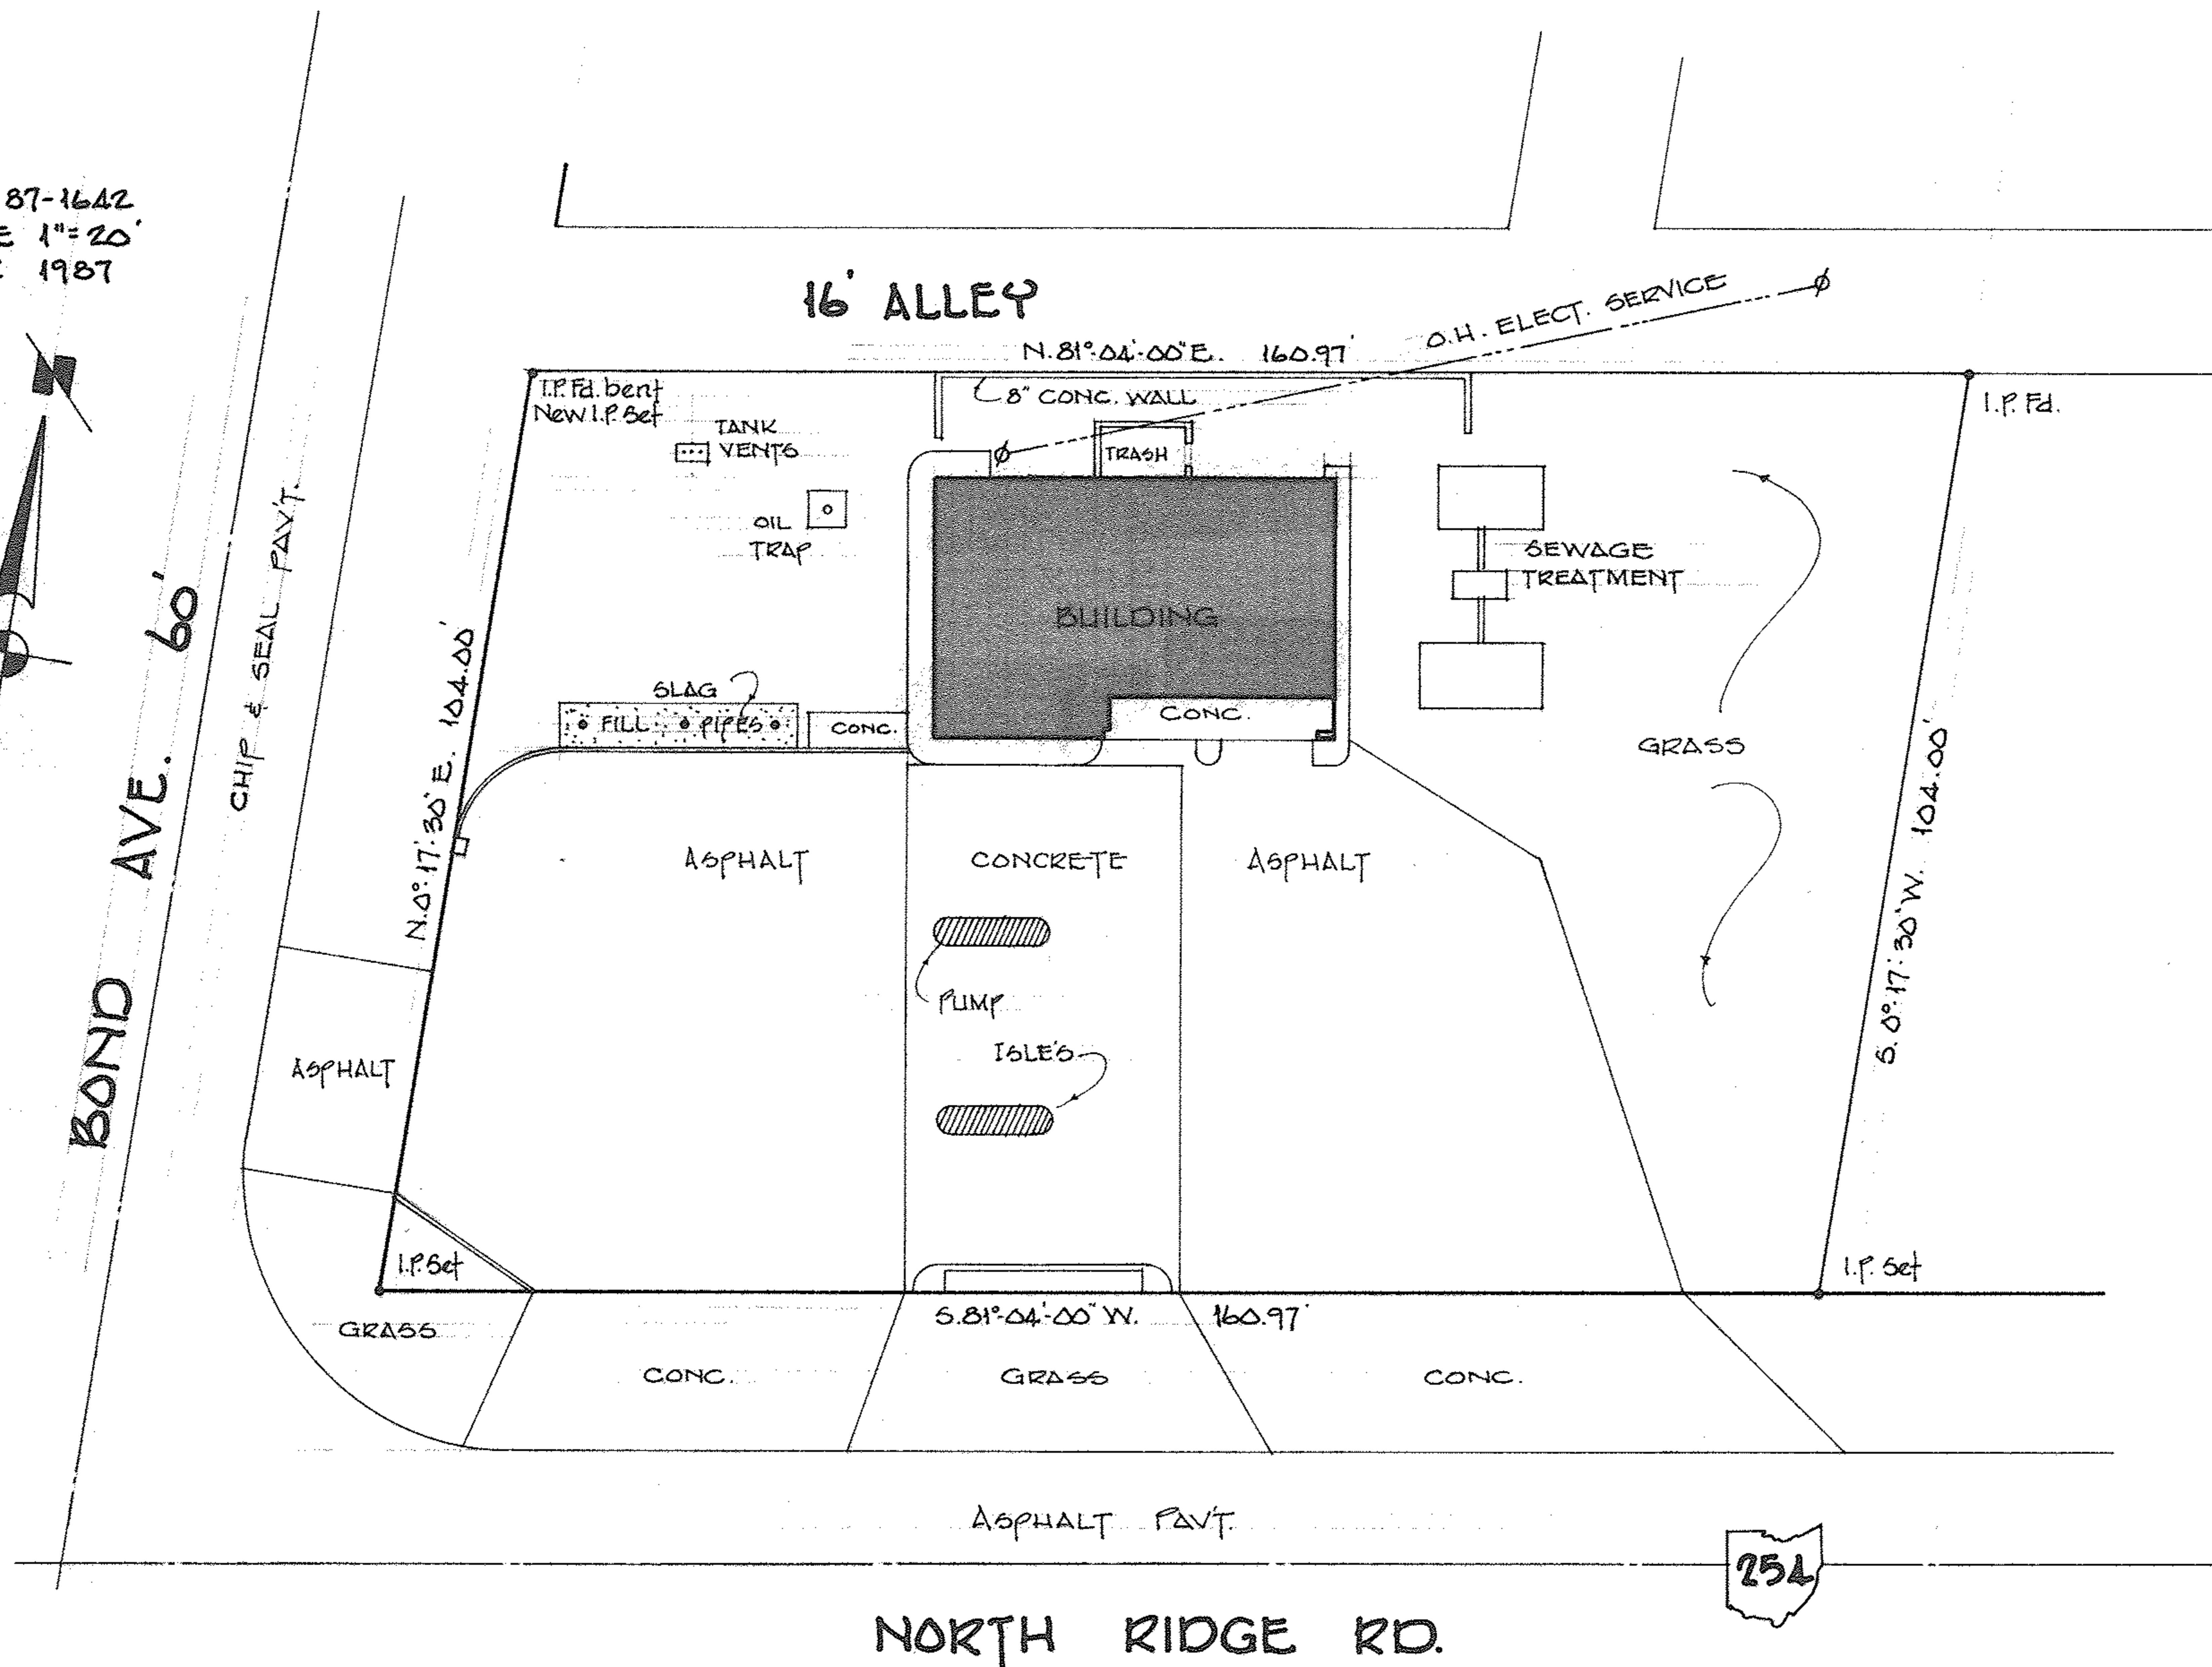 87-1642
1"=20'
1987
N
16' ALLEY
O.H. ELECT. SERVICE
N.81°-04'-00"E. 160.97'
I.P. Fd. bent
New I.P. Set
8" CONC. WALL
I.P. Fd.
TANK
VENTS
TRASH
OIL
TRAP
SEWAGE
TREATMENT
BUILDING
SLAG
FILL PIPES
CONC.
CONC.
GRASS
BOND AVE. 60'
CHIP & SEAL PAV'T.
N.0°-17'-30"E. 104.00'
S.0°-17'-30"W. 104.00'
ASPHALT
CONCRETE
ASPHALT
PUMP
ISLE'S
ASPHALT
I.P. Set
I.P. Set
S.81°-04'-00"W. 160.97'
GRASS
CONC.
GRASS
CONC.
ASPHALT PAV'T.
254
NORTH RIDGE RD.